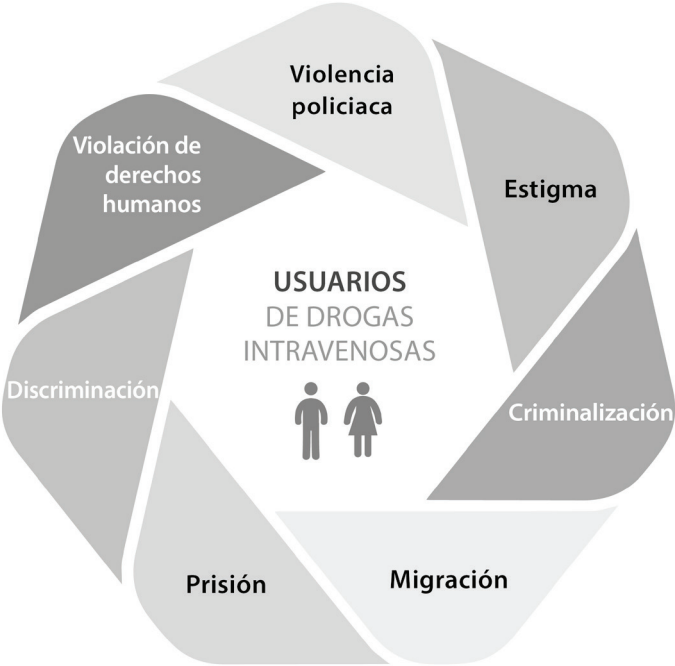 Violencia
policiaca
Estigma
Criminalización
Migración
Prisión
Discriminación
Violación de
derechos
humanos
USUARIOS
DE DROGAS
INTRAVENOSAS